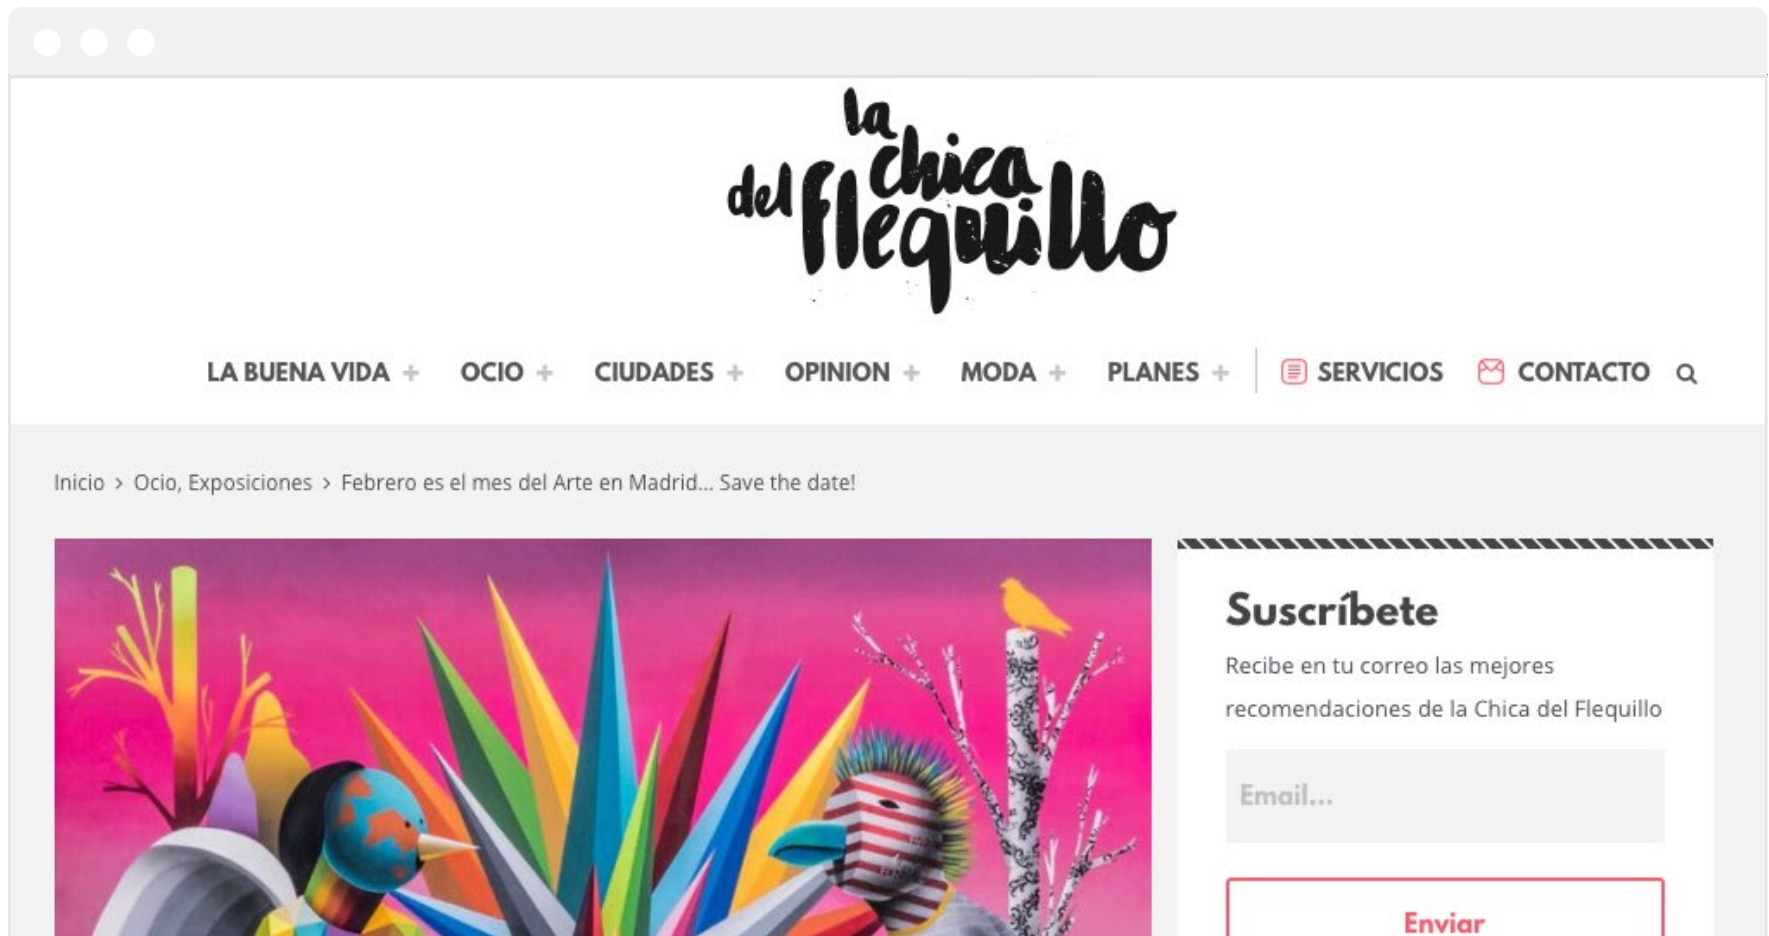 la
chica
del Flequillo
LA BUENA VIDA + OCIO + CIUDADES + OPINION + MODA + PLANES + SERVICIOS CONTACTO
Inicio > Ocio, Exposiciones > Febrero es el mes del Arte en Madrid... Save the date!
Suscríbete
Recibe en tu correo las mejores
recomendaciones de la Chica del Flequillo
Email...
Enviar